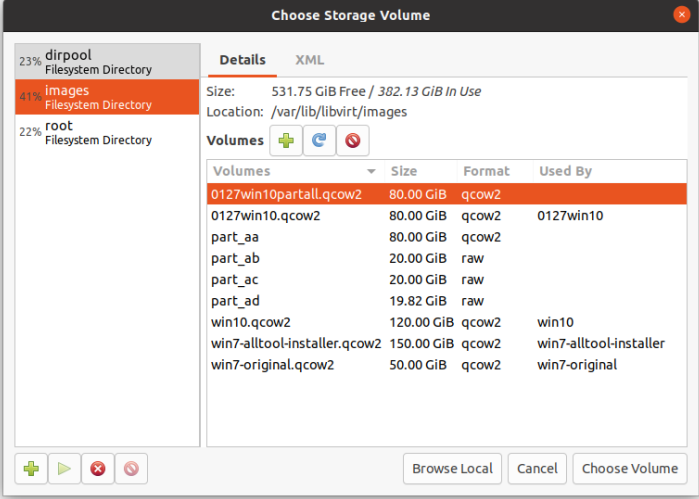 Choose Storage Volume
23% dirpool
Filesystem Directory
41% images
Filesystem Directory
22% root
Filesystem Directory
Details XML
Size: 531.75 GiB Free / 382.13 GiB In Use
Location: /var/lib/libvirt/images
Volumes
Volumes Size Format Used By
0127win10partall.qcow2 80.00 GiB qcow2
0127win10.qcow2 80.00 GiB qcow2 0127win10
part_aa 80.00 GiB qcow2
part_ab 20.00 GiB raw
part_ac 20.00 GiB raw
part_ad 19.82 GiB raw
win10.qcow2 120.00 GiB qcow2 win10
win7-alltool-installer.qcow2 150.00 GiB qcow2 win7-alltool-installer
win7-original.qcow2 50.00 GiB qcow2 win7-original
Browse Local Cancel Choose Volume